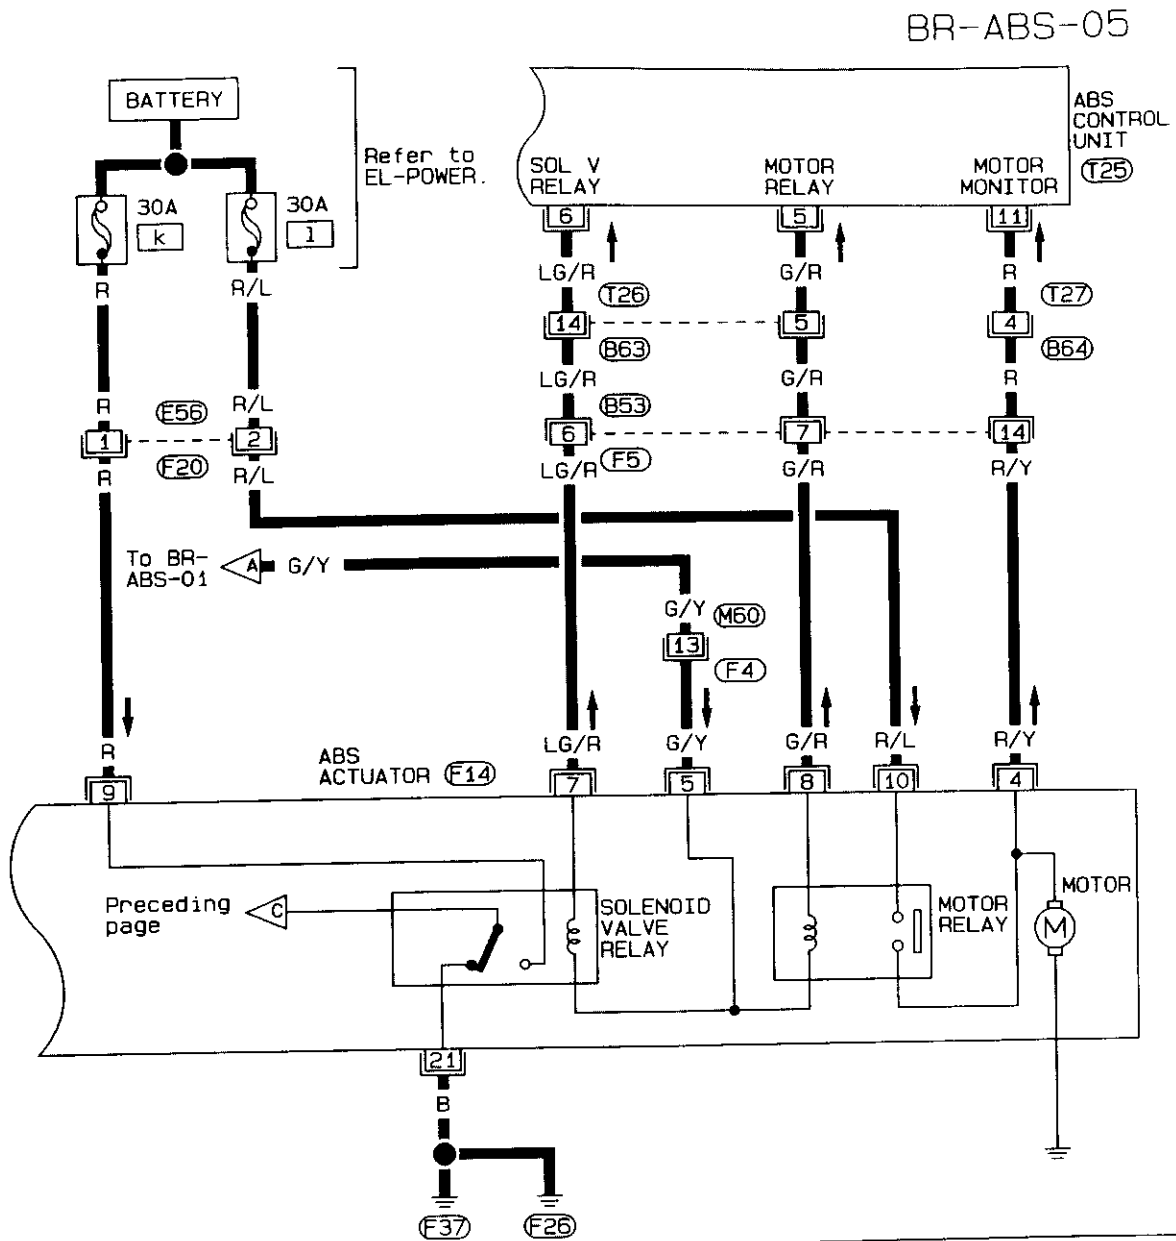 BR-ABS-05
BATTERY
Refer to
EL-POWER.
30A
k
30A
l
ABS
CONTROL
UNIT
T25
SOL V
RELAY
MOTOR
RELAY
MOTOR
MONITOR
6
5
11
R
R/L
LG/R
G/R
R
T26
T27
14
5
4
B63
B64
LG/R
G/R
R
R
E56
R/L
B53
1
2
6
7
14
R
F20
R/L
LG/R
F5
G/R
R/Y
To BR-
ABS-01
A
G/Y
G/Y
M60
13
F4
R
LG/R
G/Y
G/R
R/L
R/Y
ABS
ACTUATOR
F14
9
7
5
8
10
4
Preceding
page
C
SOLENOID
VALVE
RELAY
MOTOR
RELAY
MOTOR
M
21
B
F37
F26